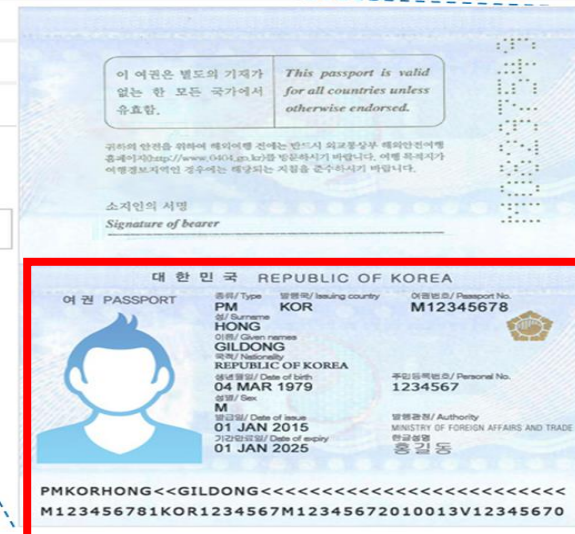 이 여권은 별도의 기재가
없는 한 모든 국가에서
유효함.
This passport is valid
for all countries unless
otherwise endorsed.
귀하의 안전을 위하여 해외여행 전에는 반드시 외교통상부 해외안전여행
홈페이지(http://www.0404.go.kr)를 방문하시기 바랍니다. 여행 목적지가
여행경보지역인 경우에는 해당되는 지침을 준수하시기 바랍니다.
소지인의 서명
Signature of bearer
대 한 민 국 REPUBLIC OF KOREA
여 권 PASSPORT
종류/ Type 발행국/ Issuing country 여권번호/ Passport No.
PM KOR M12345678
성/ Surname
HONG
이름/ Given names
GILDONG
국적/ Nationality
REPUBLIC OF KOREA
생년월일/ Date of birth 주민등록번호/ Personal No.
04 MAR 1979 1234567
성별/ Sex
M
발급일/ Date of issue 발행관청/ Authority
01 JAN 2015 MINISTRY OF FOREIGN AFFAIRS AND TRADE
기간만료일/ Date of expiry 한글성명
01 JAN 2025 홍길동
PMKORHONG<<GILDONG<<<<<<<<<<<<<<<<<<<<<<<<<<
M123456781KOR1234567M12345672010013V12345670